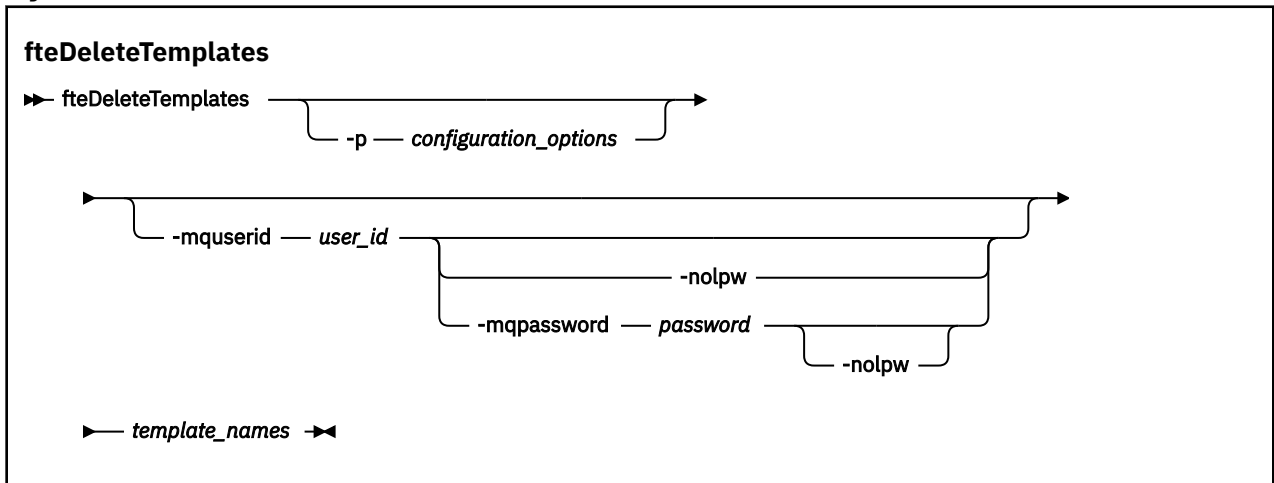 fteDeleteTemplates
fteDeleteTemplates
-p configuration_options
-mquserid user_id
-nolpw
-mqpassword password
-nolpw
template_names